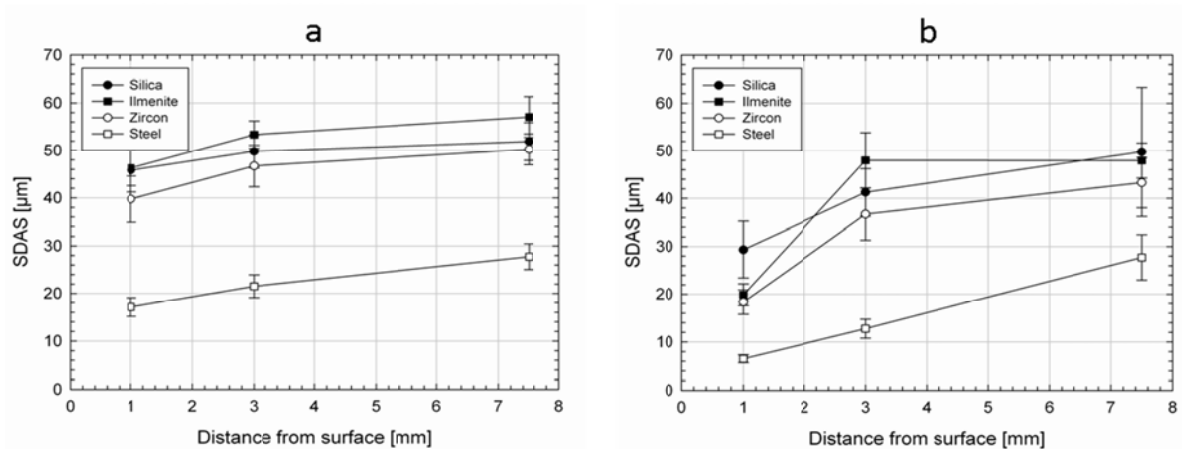 a
70
60
50
40
30
20
10
0
SDAS [µm]
Silica
Ilmenite
Zircon
Steel
0 1 3 4 5 6 7 8
Distance from surface [mm]
b
70
60
50
40
30
20
10
0
SDAS [µm]
Silica
Ilmenite
Zircon
Steel
0 1 3 4 5 6 7 8
Distance from surface [mm]